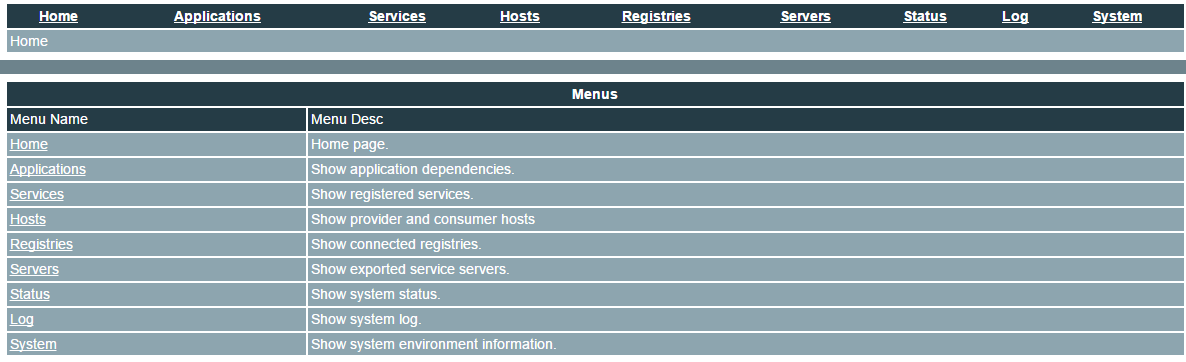 Home Applications Services Hosts Registries Servers Status Log System
Home
Menus
Menu Name Menu Desc
Home Home page.
Applications Show application dependencies.
Services Show registered services.
Hosts Show provider and consumer hosts
Registries Show connected registries.
Servers Show exported service servers.
Status Show system status.
Log Show system log.
System Show system environment information.